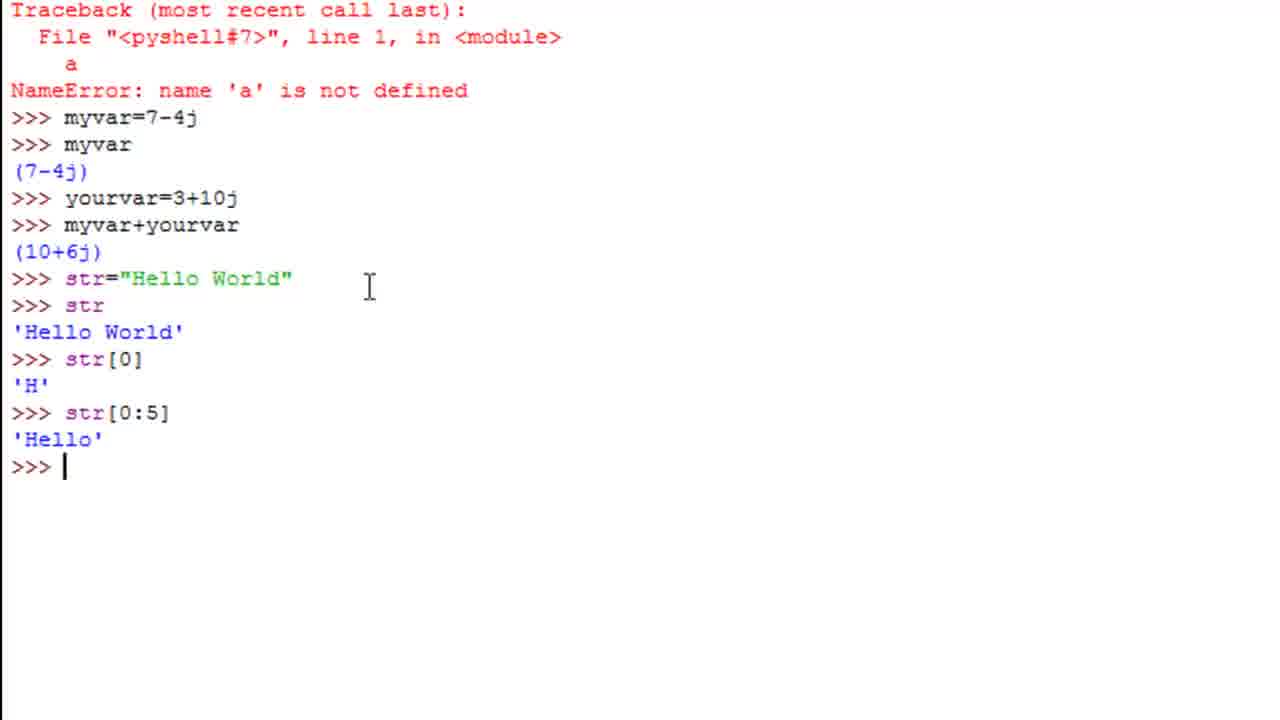 Traceback (most recent call last):
  File "<pyshell#7>", line 1, in <module>
    a
NameError: name 'a' is not defined
>>> myvar=7-4j
>>> myvar
(7-4j)
>>> yourvar=3+10j
>>> myvar+yourvar
(10+6j)
>>> str="Hello World"
>>> str
'Hello World'
>>> str[0]
'H'
>>> str[0:5]
'Hello'
>>>